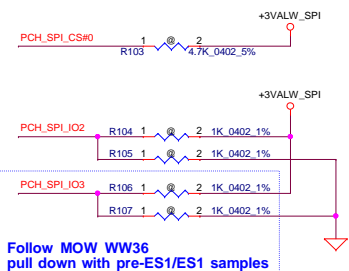 +3VALW_SPI
PCH_SPI_CS#0 1 @ 2
R103 4.7K_0402_5%
+3VALW_SPI
PCH_SPI_IO2 R104 1 @ 2 1K_0402_1%
R105 1 @ 2 1K_0402_1%
PCH_SPI_IO3 R106 1 @ 2 1K_0402_1%
R107 1 @ 2 1K_0402_1%
Follow MOW WW36
pull down with pre-ES1/ES1 samples